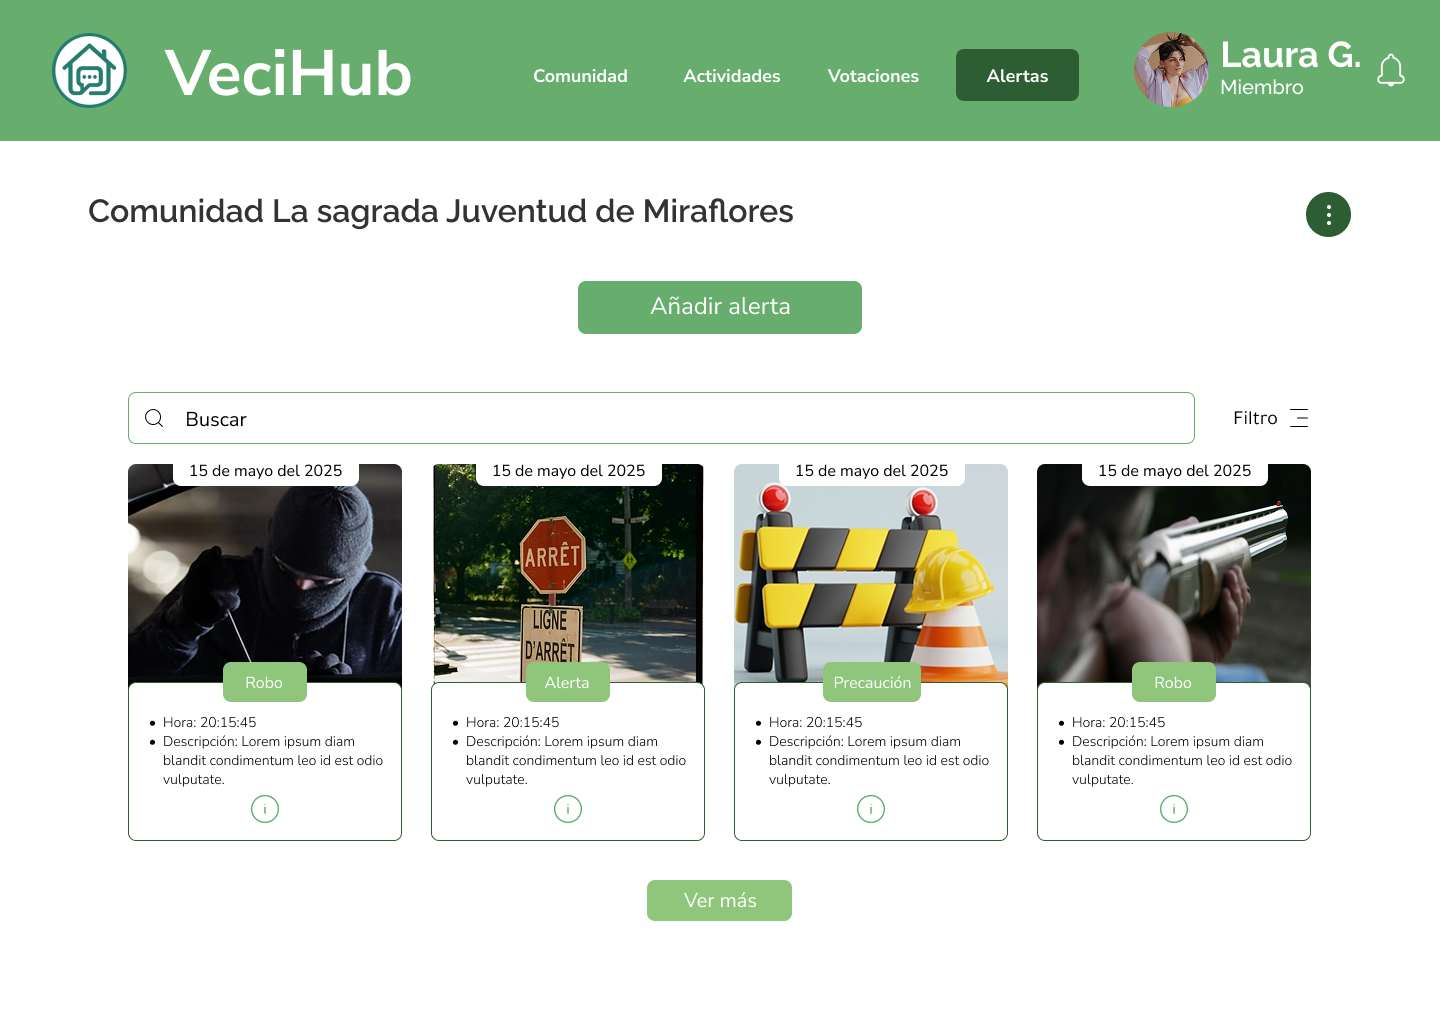 VeciHub
Comunidad
Actividades
Votaciones
Alertas
Laura G.
Miembro
Comunidad La sagrada Juventud de Miraflores
Añadir alerta
Buscar
Filtro
15 de mayo del 2025
ARRÊT
LIGNE
D'ARRÊT
15 de mayo del 2025
15 de mayo del 2025
15 de mayo del 2025
Robo
Hora: 20:15:45
Descripción: Lorem ipsum diam
blandit condimentum leo id est odio
vulputate.
i
Alerta
Hora: 20:15:45
Descripción: Lorem ipsum diam
blandit condimentum leo id est odio
vulputate.
i
Precaución
Hora: 20:15:45
Descripción: Lorem ipsum diam
blandit condimentum leo id est odio
vulputate.
i
Robo
Hora: 20:15:45
Descripción: Lorem ipsum diam
blandit condimentum leo id est odio
vulputate.
i
Ver más